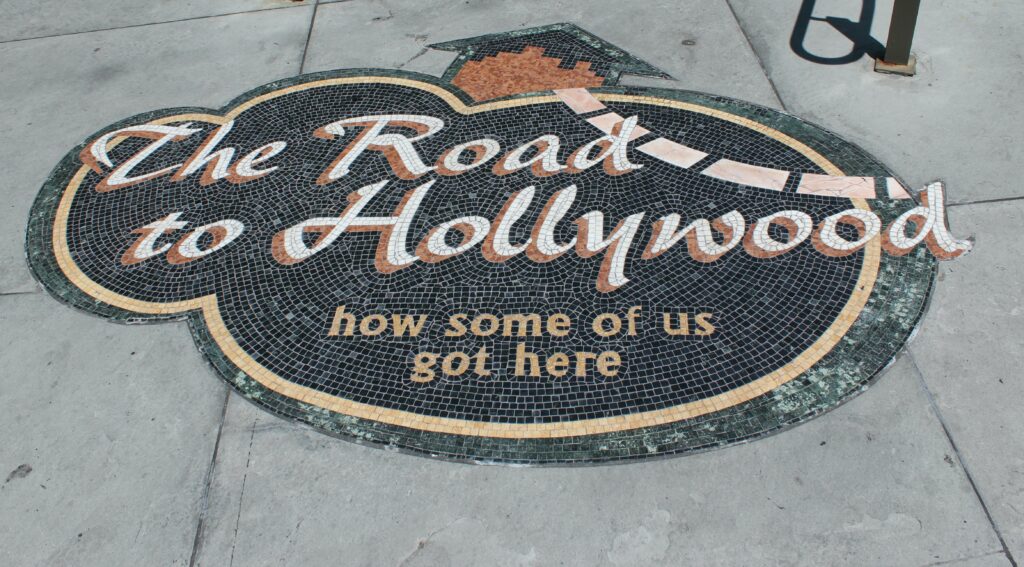 The Road
to Hollywood
how some of us
got here